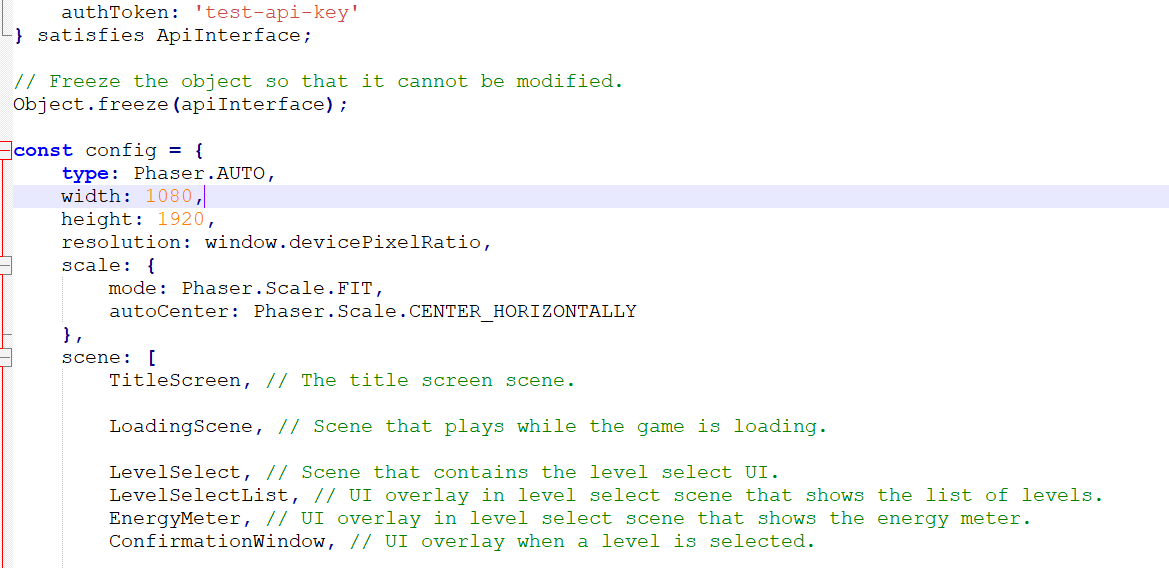 authToken: 'test-api-key'
} satisfies ApiInterface;

// Freeze the object so that it cannot be modified.
Object.freeze(apiInterface);

const config = {
    type: Phaser.AUTO,
    width: 1080,
    height: 1920,
    resolution: window.devicePixelRatio,
    scale: {
        mode: Phaser.Scale.FIT,
        autoCenter: Phaser.Scale.CENTER_HORIZONTALLY
    },
    scene: [
        TitleScreen, // The title screen scene.

        LoadingScene, // Scene that plays while the game is loading.

        LevelSelect, // Scene that contains the level select UI.
        LevelSelectList, // UI overlay in level select scene that shows the list of levels.
        EnergyMeter, // UI overlay in level select scene that shows the energy meter.
        ConfirmationWindow, // UI overlay when a level is selected.